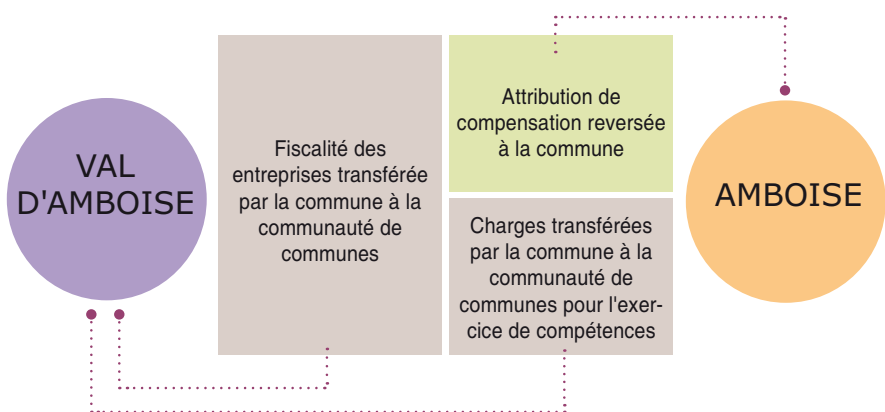 VAL
D'AMBOISE
Fiscalité des
entreprises transférée
par la commune à la
communauté de
communes
Attribution de
compensation reversée
à la commune
Charges transférées
par la commune à la
communauté de
communes pour l'exer-
cice de compétences
AMBOISE